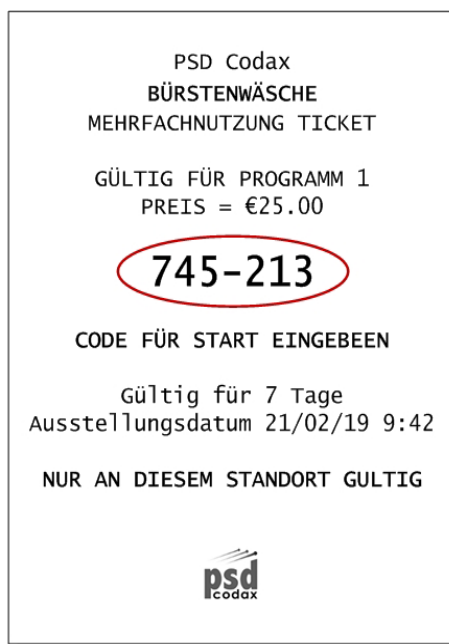 PSD Codax
BÜRSTENWÄSCHE
MEHRFACHNUTZUNG TICKET
GÜLTIG FÜR PROGRAMM 1
PREIS = €25.00
745-213
CODE FÜR START EINGEBEEN
Gültig für 7 Tage
Ausstellungsdatum 21/02/19 9:42
NUR AN DIESEM STANDORT GULTIG
psd
codax